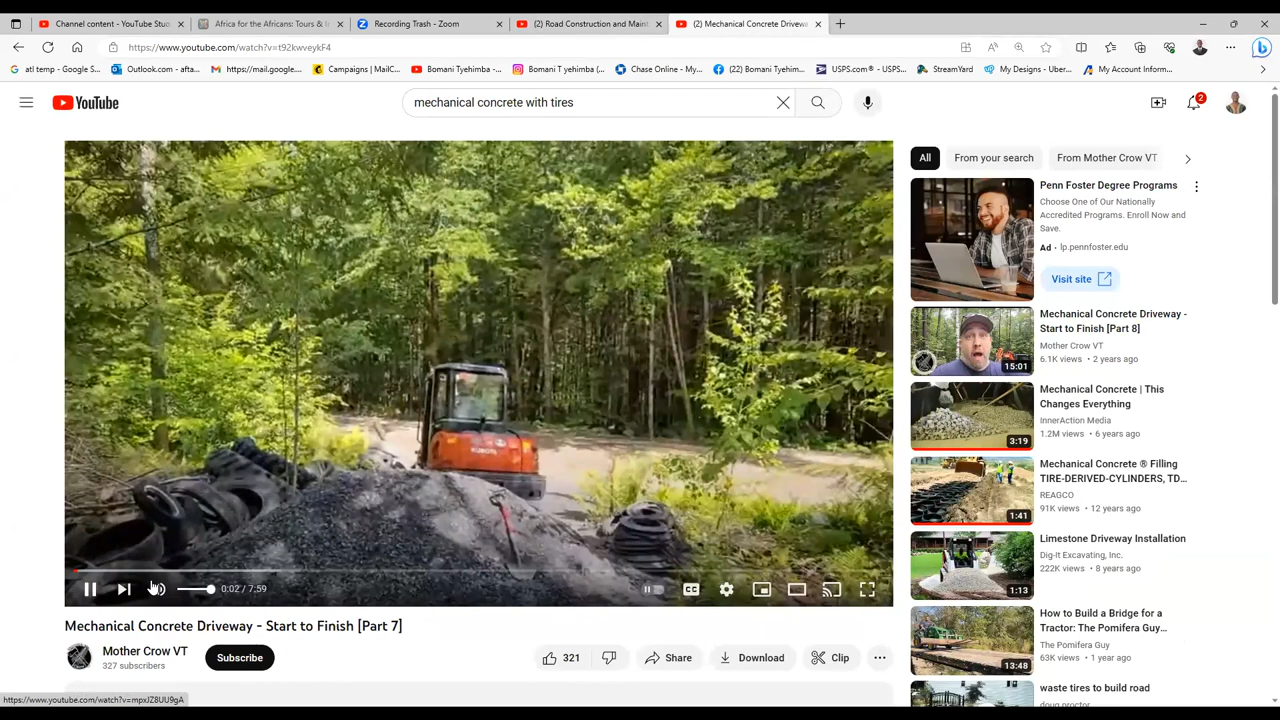 Channel content - YouTube Stud
Africa for the Africans: Tours & In
Recording Trash - Zoom
(2) Road Construction and Maint
(2) Mechanical Concrete Drivewa
https://www.youtube.com/watch?v=t92kwveykF4
atl temp - Google S...
Outlook.com - afta...
https://mail.google....
Campaigns | MailC...
Bomani Tyehimba -...
Bomani T yehimba (...
Chase Online - My...
(22) Bomani Tyehim...
USPS.com® - USPS...
StreamYard
My Designs - Uber...
My Account Inform...
YouTube
mechanical concrete with tires
2
All
From your search
From Mother Crow VT
Penn Foster Degree Programs
Choose One of Our Nationally
Accredited Programs. Enroll Now and
Save.
Ad · lp.pennfoster.edu
Visit site
Mechanical Concrete Driveway -
Start to Finish [Part 8]
Mother Crow VT
6.1K views • 2 years ago
15:01
Mechanical Concrete | This
Changes Everything
InnerAction Media
1.2M views • 6 years ago
3:19
Mechanical Concrete ® Filling
TIRE-DERIVED-CYLINDERS, TD...
REAGCO
91K views • 12 years ago
1:41
Limestone Driveway Installation
Dig-It Excavating, Inc.
222K views • 8 years ago
1:13
How to Build a Bridge for a
Tractor: The Pomifera Guy...
The Pomifera Guy
63K views • 1 year ago
13:48
waste tires to build road
doug proctor
KUBOTA
0:02 / 7:59
CC
Mechanical Concrete Driveway - Start to Finish [Part 7]
Mother Crow VT
327 subscribers
Subscribe
321
Share
Download
Clip
https://www.youtube.com/watch?v=mpxJZ8UU9gA